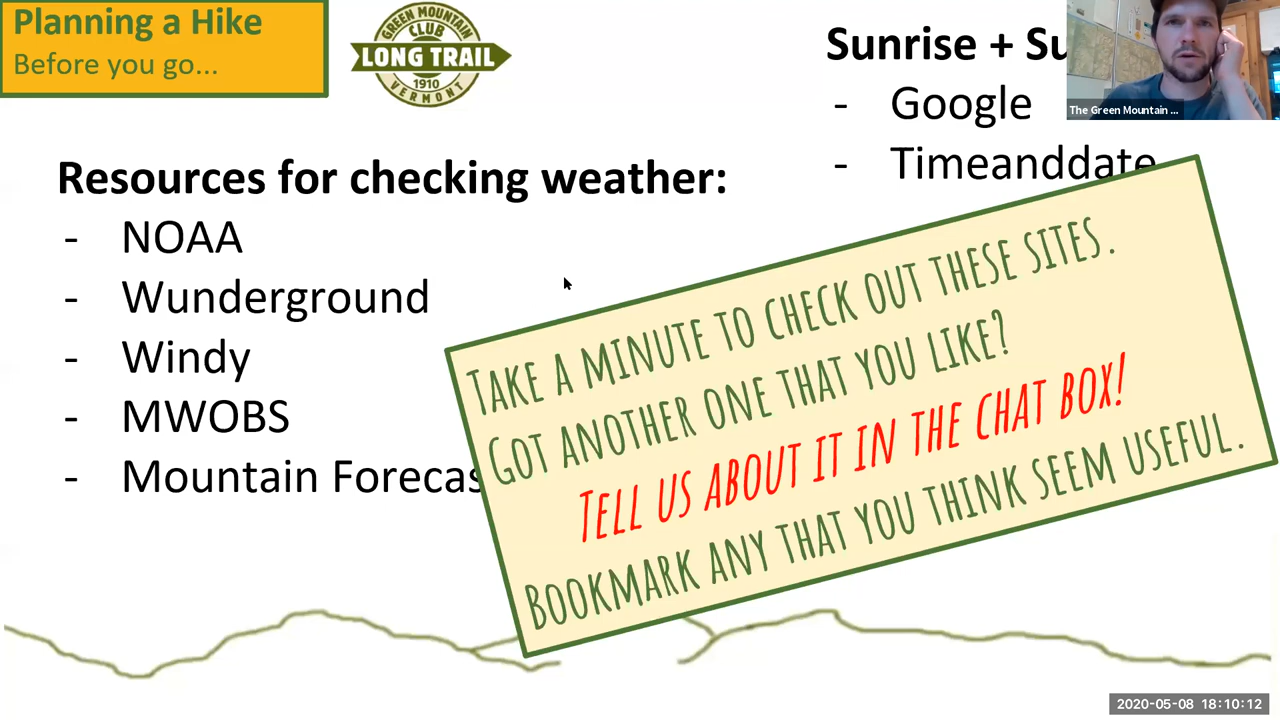 Planning a Hike
Before you go...
GREEN MOUNTAIN
CLUB
LONG TRAIL
1910
VERMONT
Sunrise +
- Google
- Timeanddate
The Green Mountain ...
Resources for checking weather:
- NOAA
- Wunderground
- Windy
- MWOBS
- Mountain
TAKE A MINUTE TO CHECK OUT THESE SITES.
GOT ANOTHER ONE THAT YOU LIKE?
TELL US ABOUT IT IN THE CHAT BOX!
BOOKMARK ANY THAT YOU THINK SEEM USEFUL.
2020-05-08 18:10:12